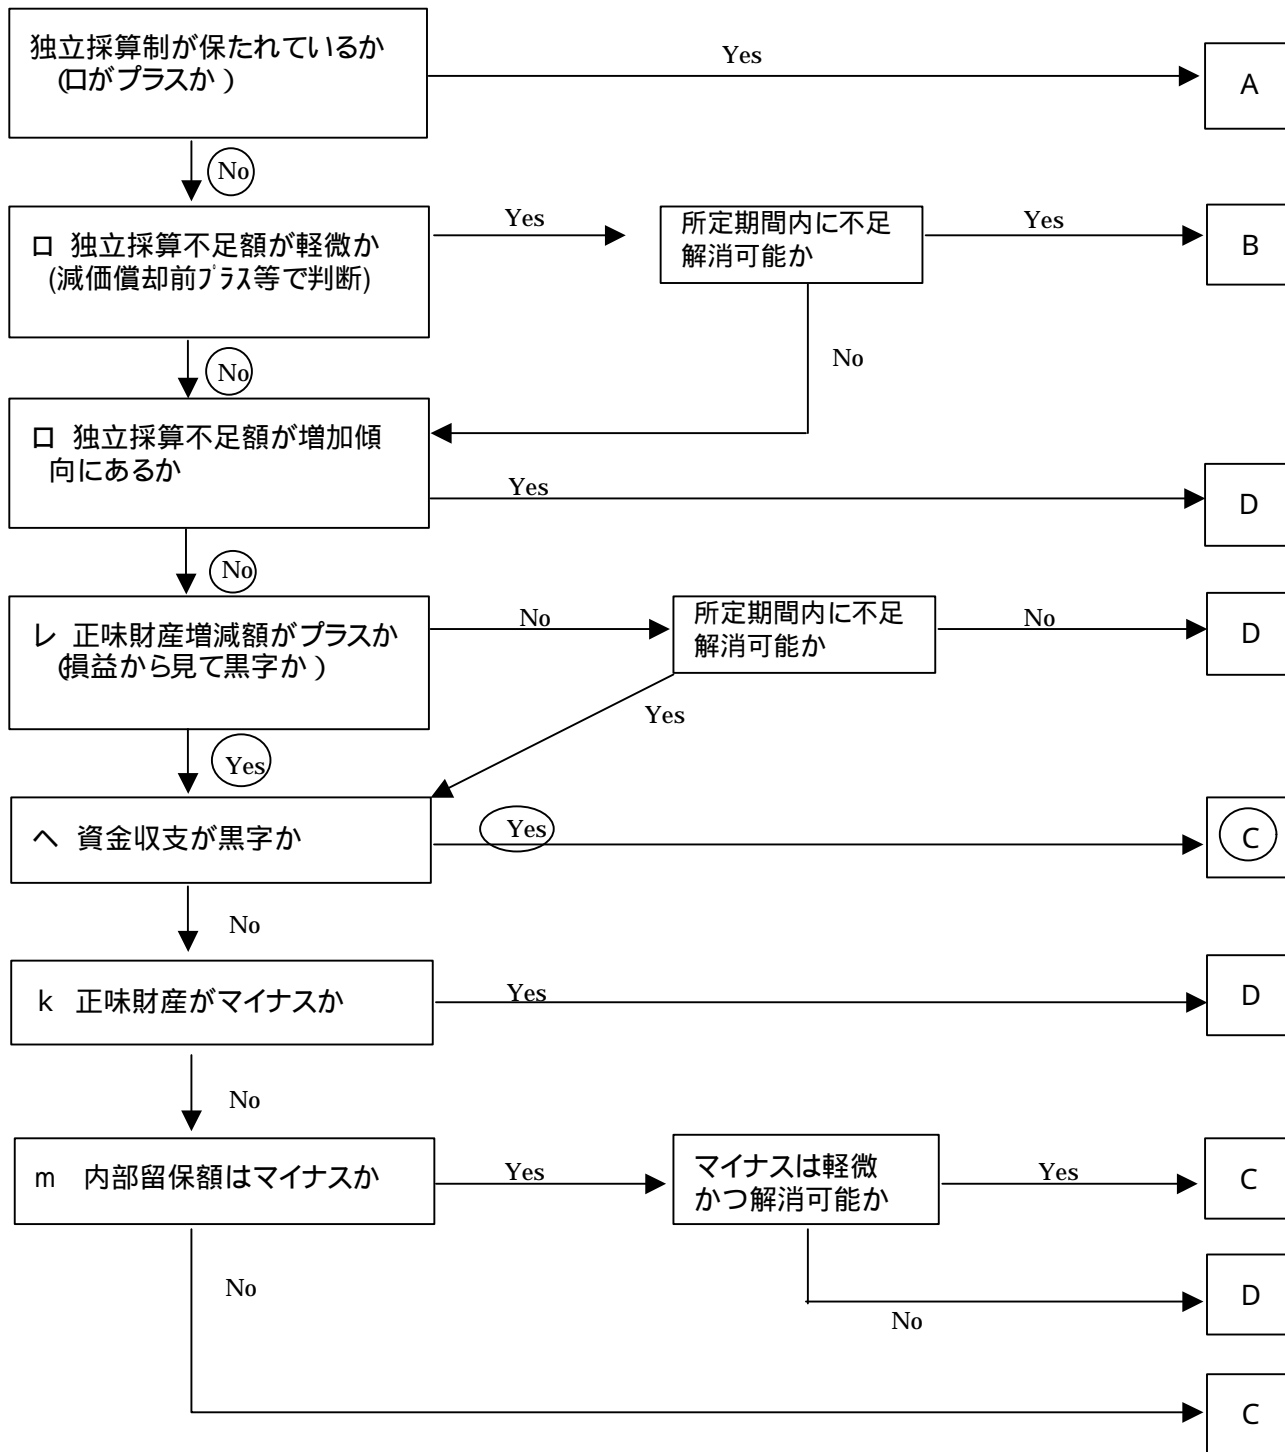 独立採算制が保たれているか
(ロがプラスか)
Yes
A
No
ロ 独立採算不足額が軽微か
(減価償却前プラス等で判断)
Yes
所定期間内に不足
解消可能か
Yes
B
No
No
ロ 独立採算不足額が増加傾
向にあるか
Yes
D
No
レ 正味財産増減額がプラスか
(損益から見て黒字か)
No
所定期間内に不足
解消可能か
No
D
Yes
Yes
ヘ 資金収支が黒字か
Yes
C
No
k 正味財産がマイナスか
Yes
D
No
m 内部留保額はマイナスか
Yes
マイナスは軽微
かつ解消可能か
Yes
C
No
No
D
C